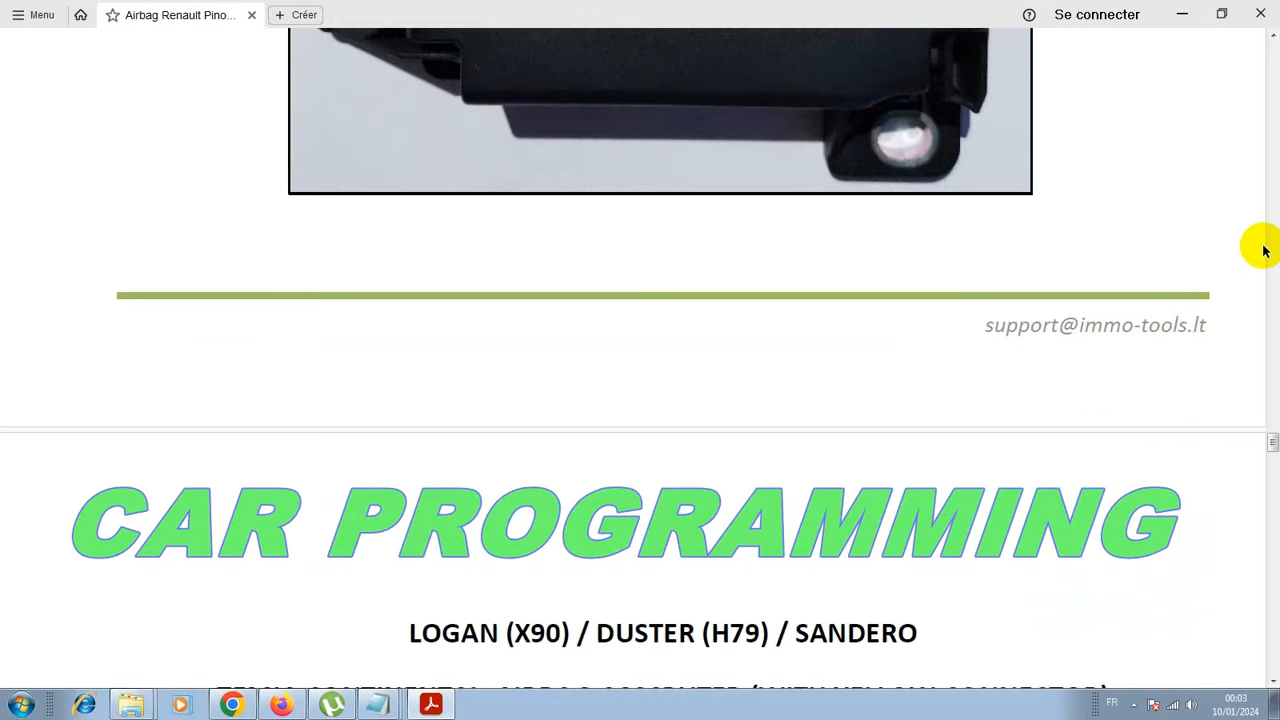 Menu
Airbag Renault Pino...
Créer
Se connecter
support@immo-tools.lt
CAR PROGRAMMING
LOGAN (X90) / DUSTER (H79) / SANDERO
FR
00:03
10/01/2024